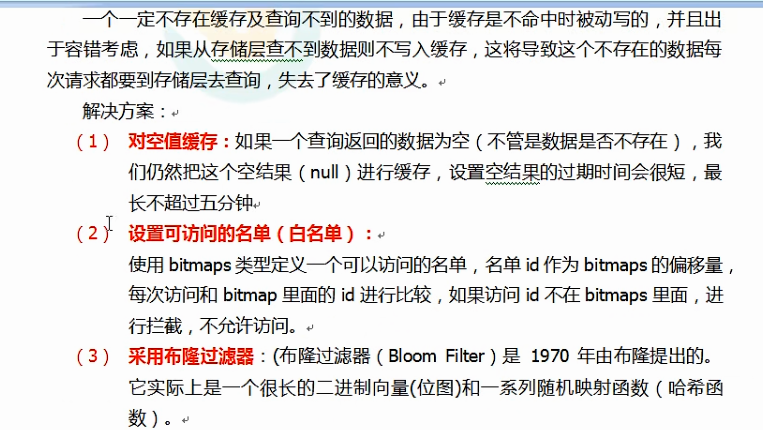 一个一定不存在缓存及查询不到的数据，由于缓存是不命中时被动写的，并且出
于容错考虑，如果从存储层查不到数据则不写入缓存，这将导致这个不存在的数据每
次请求都要到存储层去查询，失去了缓存的意义。
解决方案：
（1） 对空值缓存：如果一个查询返回的数据为空（不管是数据是否不存在），我
们仍然把这个空结果（null）进行缓存，设置空结果的过期时间会很短，最
长不超过五分钟
（2） 设置可访问的名单（白名单）：
使用 bitmaps 类型定义一个可以访问的名单，名单 id 作为 bitmaps 的偏移量，
每次访问和 bitmap 里面的 id 进行比较，如果访问 id 不在 bitmaps 里面，进
行拦截，不允许访问。
（3） 采用布隆过滤器：(布隆过滤器（Bloom Filter）是 1970 年由布隆提出的。
它实际上是一个很长的二进制向量(位图)和一系列随机映射函数（哈希函
数）。